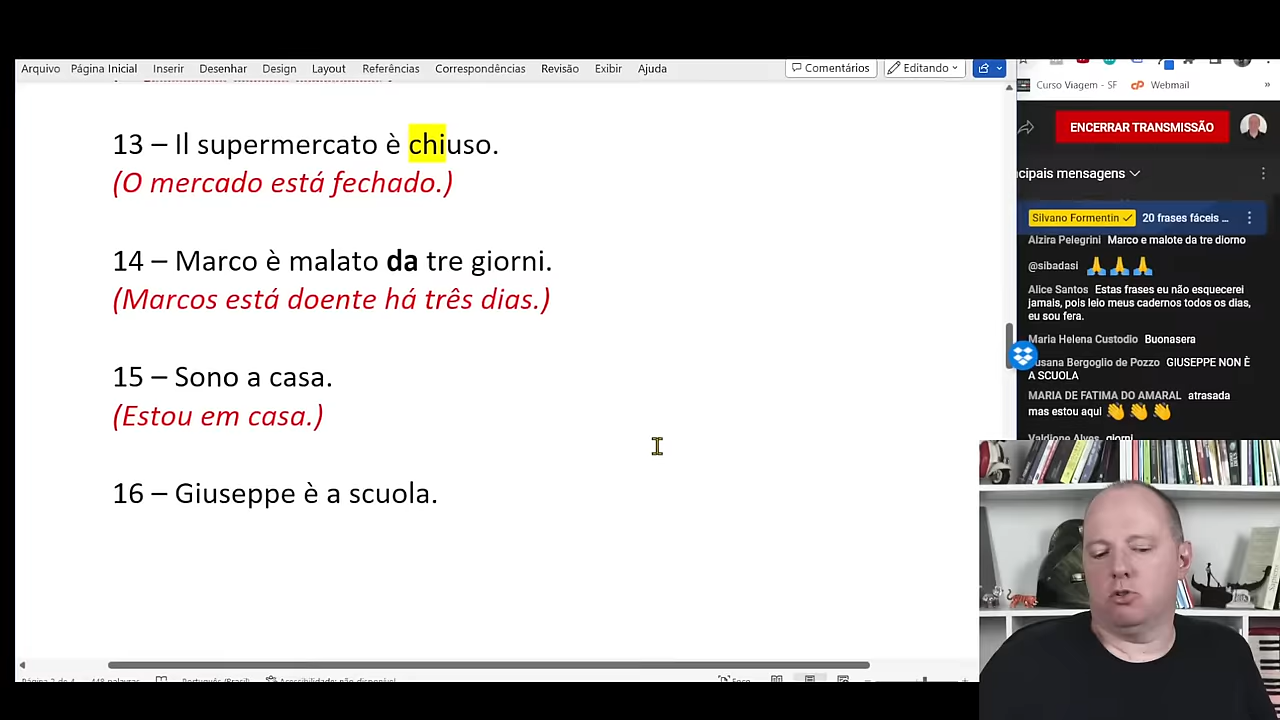 Arquivo Página Inicial Inserir Desenhar Design Layout Referências Correspondências Revisão Exibir Ajuda
Comentários
Editando
13 – Il supermercato è chiuso.
(O mercado está fechado.)
14 – Marco è malato da tre giorni.
(Marcos está doente há três dias.)
15 – Sono a casa.
(Estou em casa.)
16 – Giuseppe è a scuola.
Curso Viagem - SF Webmail »
ENCERRAR TRANSMISSÃO
ncipais mensagens
Silvano Formentin 20 frases fáceis ...
Alzira Pelegrini Marco e malote da tre diorno
@sibadasi
Alice Santos Estas frases eu não esquecerei
jamais, pois leio meus cadernos todos os dias,
eu sou fera.
Maria Helena Custodio Buonasera
usana Bergoglio de Pozzo GIUSEPPE NON È
A SCUOLA
MARIA DE FATIMA DO AMARAL atrasada
mas estou aqui
Valdione Alves giorni